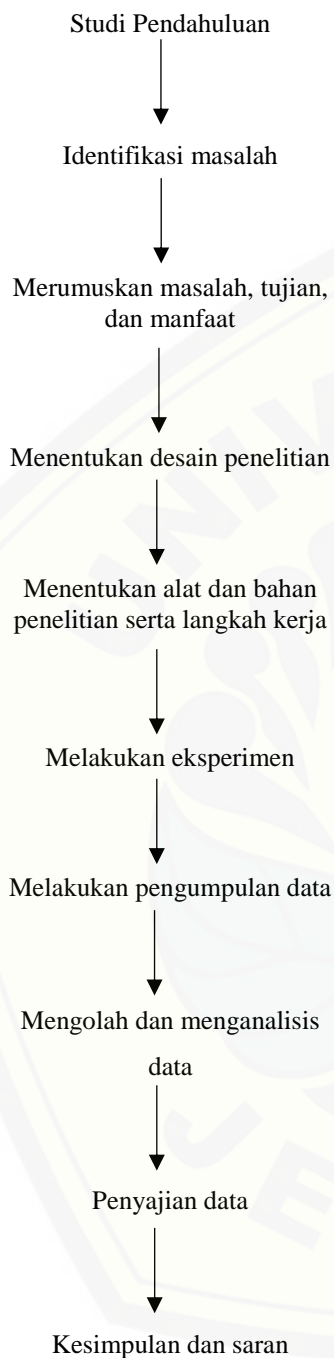 Studi Pendahuluan
Identifikasi masalah
Merumuskan masalah, tujian,
dan manfaat
Menentukan desain penelitian
Menentukan alat dan bahan
penelitian serta langkah kerja
Melakukan eksperimen
Melakukan pengumpulan data
Mengolah dan menganalisis
data
Penyajian data
Kesimpulan dan saran